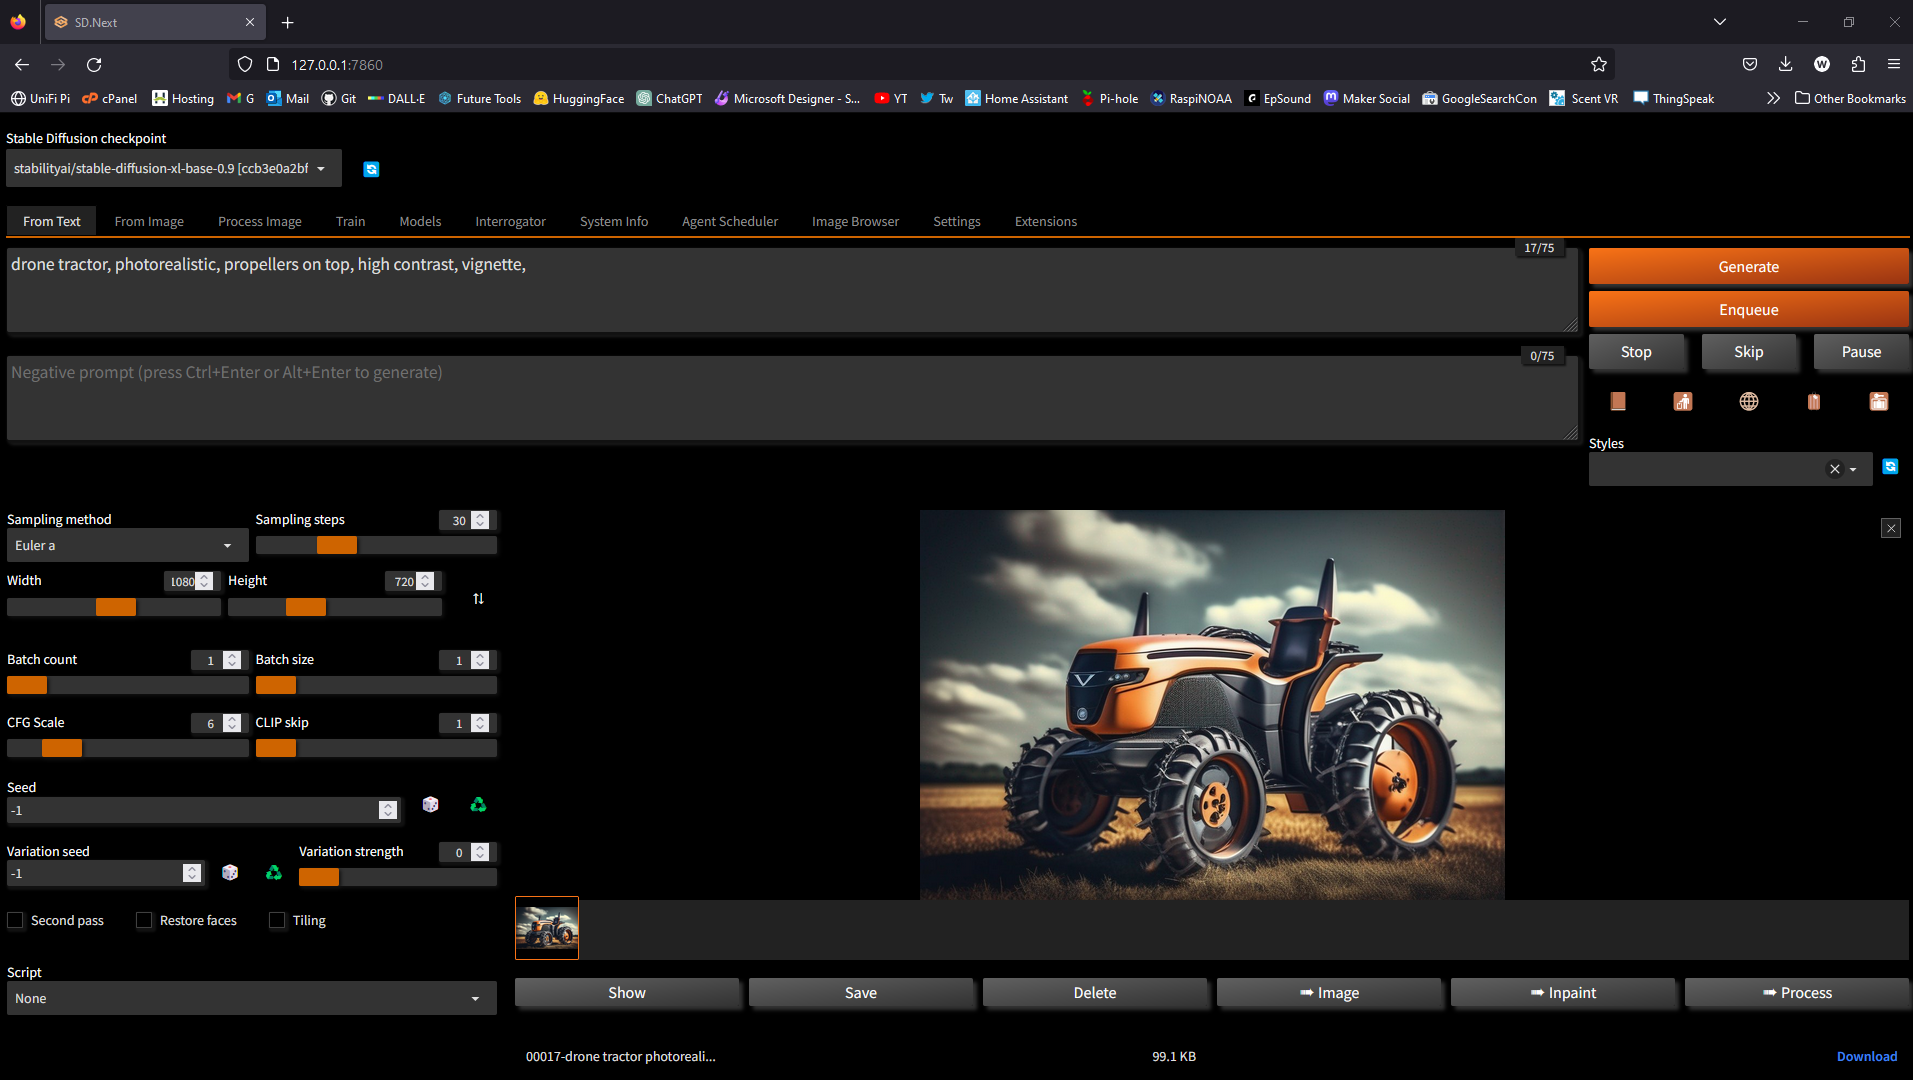 SD.Next
127.0.0.1:7860
UniFi Pi cPanel Hosting G Mail Git DALL·E Future Tools HuggingFace ChatGPT Microsoft Designer - S... YT Tw Home Assistant Pi-hole RaspiNOAA EpSound Maker Social GoogleSearchCon Scent VR ThingSpeak Other Bookmarks
Stable Diffusion checkpoint
stabilityai/stable-diffusion-xl-base-0.9 [ccb3e0a2bf
From Text From Image Process Image Train Models Interrogator System Info Agent Scheduler Image Browser Settings Extensions
17/75
drone tractor, photorealistic, propellers on top, high contrast, vignette,
Generate
Enqueue
0/75
Negative prompt (press Ctrl+Enter or Alt+Enter to generate)
Stop Skip Pause
Styles
Sampling method Sampling steps 30
Euler a
Width 1080 Height 720
Batch count 1 Batch size 1
CFG Scale 6 CLIP skip 1
Seed
-1
Variation seed Variation strength 0
-1
Second pass Restore faces Tiling
Script
None
Show Save Delete ➠ Image ➠ Inpaint ➠ Process
00017-drone tractor photoreali... 99.1 KB Download